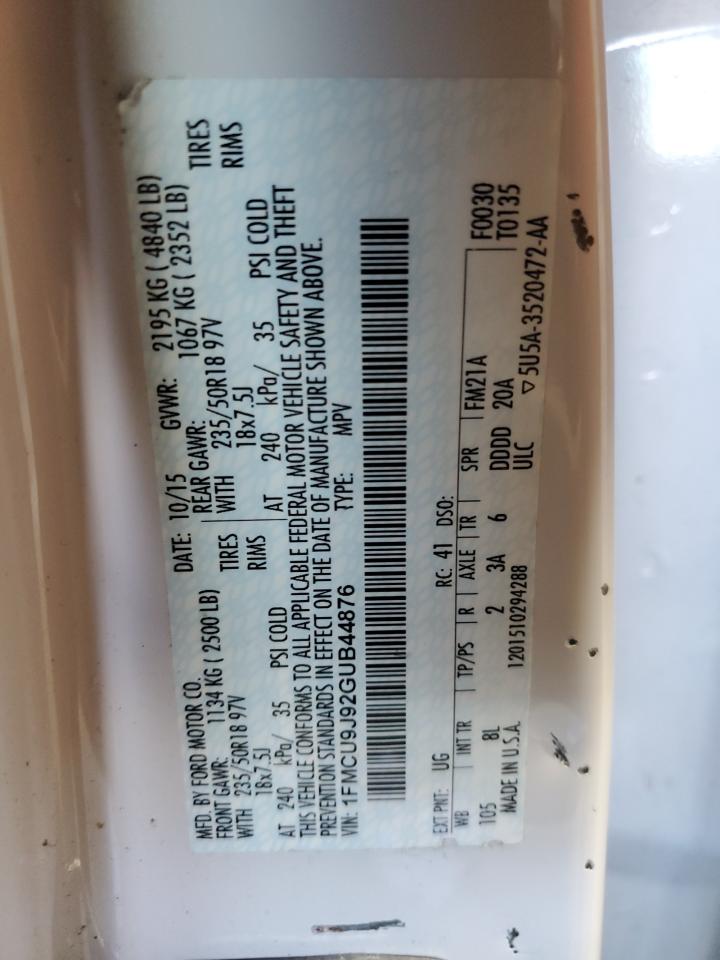 MFD. BY FORD MOTOR CO. DATE: 10/15 GVWR: 2195 KG ( 4840 LB)
FRONT GAWR: 1134 KG ( 2500 LB) REAR GAWR: 1067 KG ( 2352 LB)
WITH 235/50R18 97V TIRES WITH 235/50R18 97V TIRES
18x7.5J RIMS 18x7.5J RIMS
AT 240 kPa/ 35 PSI COLD AT 240 kPa/ 35 PSI COLD
THIS VEHICLE CONFORMS TO ALL APPLICABLE FEDERAL MOTOR VEHICLE SAFETY AND THEFT
PREVENTION STANDARDS IN EFFECT ON THE DATE OF MANUFACTURE SHOWN ABOVE.
VIN: 1FMCU9J92GUB44876 TYPE: MPV
EXT PNT: UG RC: 41 DSO: F0030
WB INT TR TP/PS R AXLE TR SPR FM21A T0135
105 8L 2 3A 6 DDDD 20A
MADE IN U.S.A. 1201510294288 ULC ▽5U5A-3520472-AA